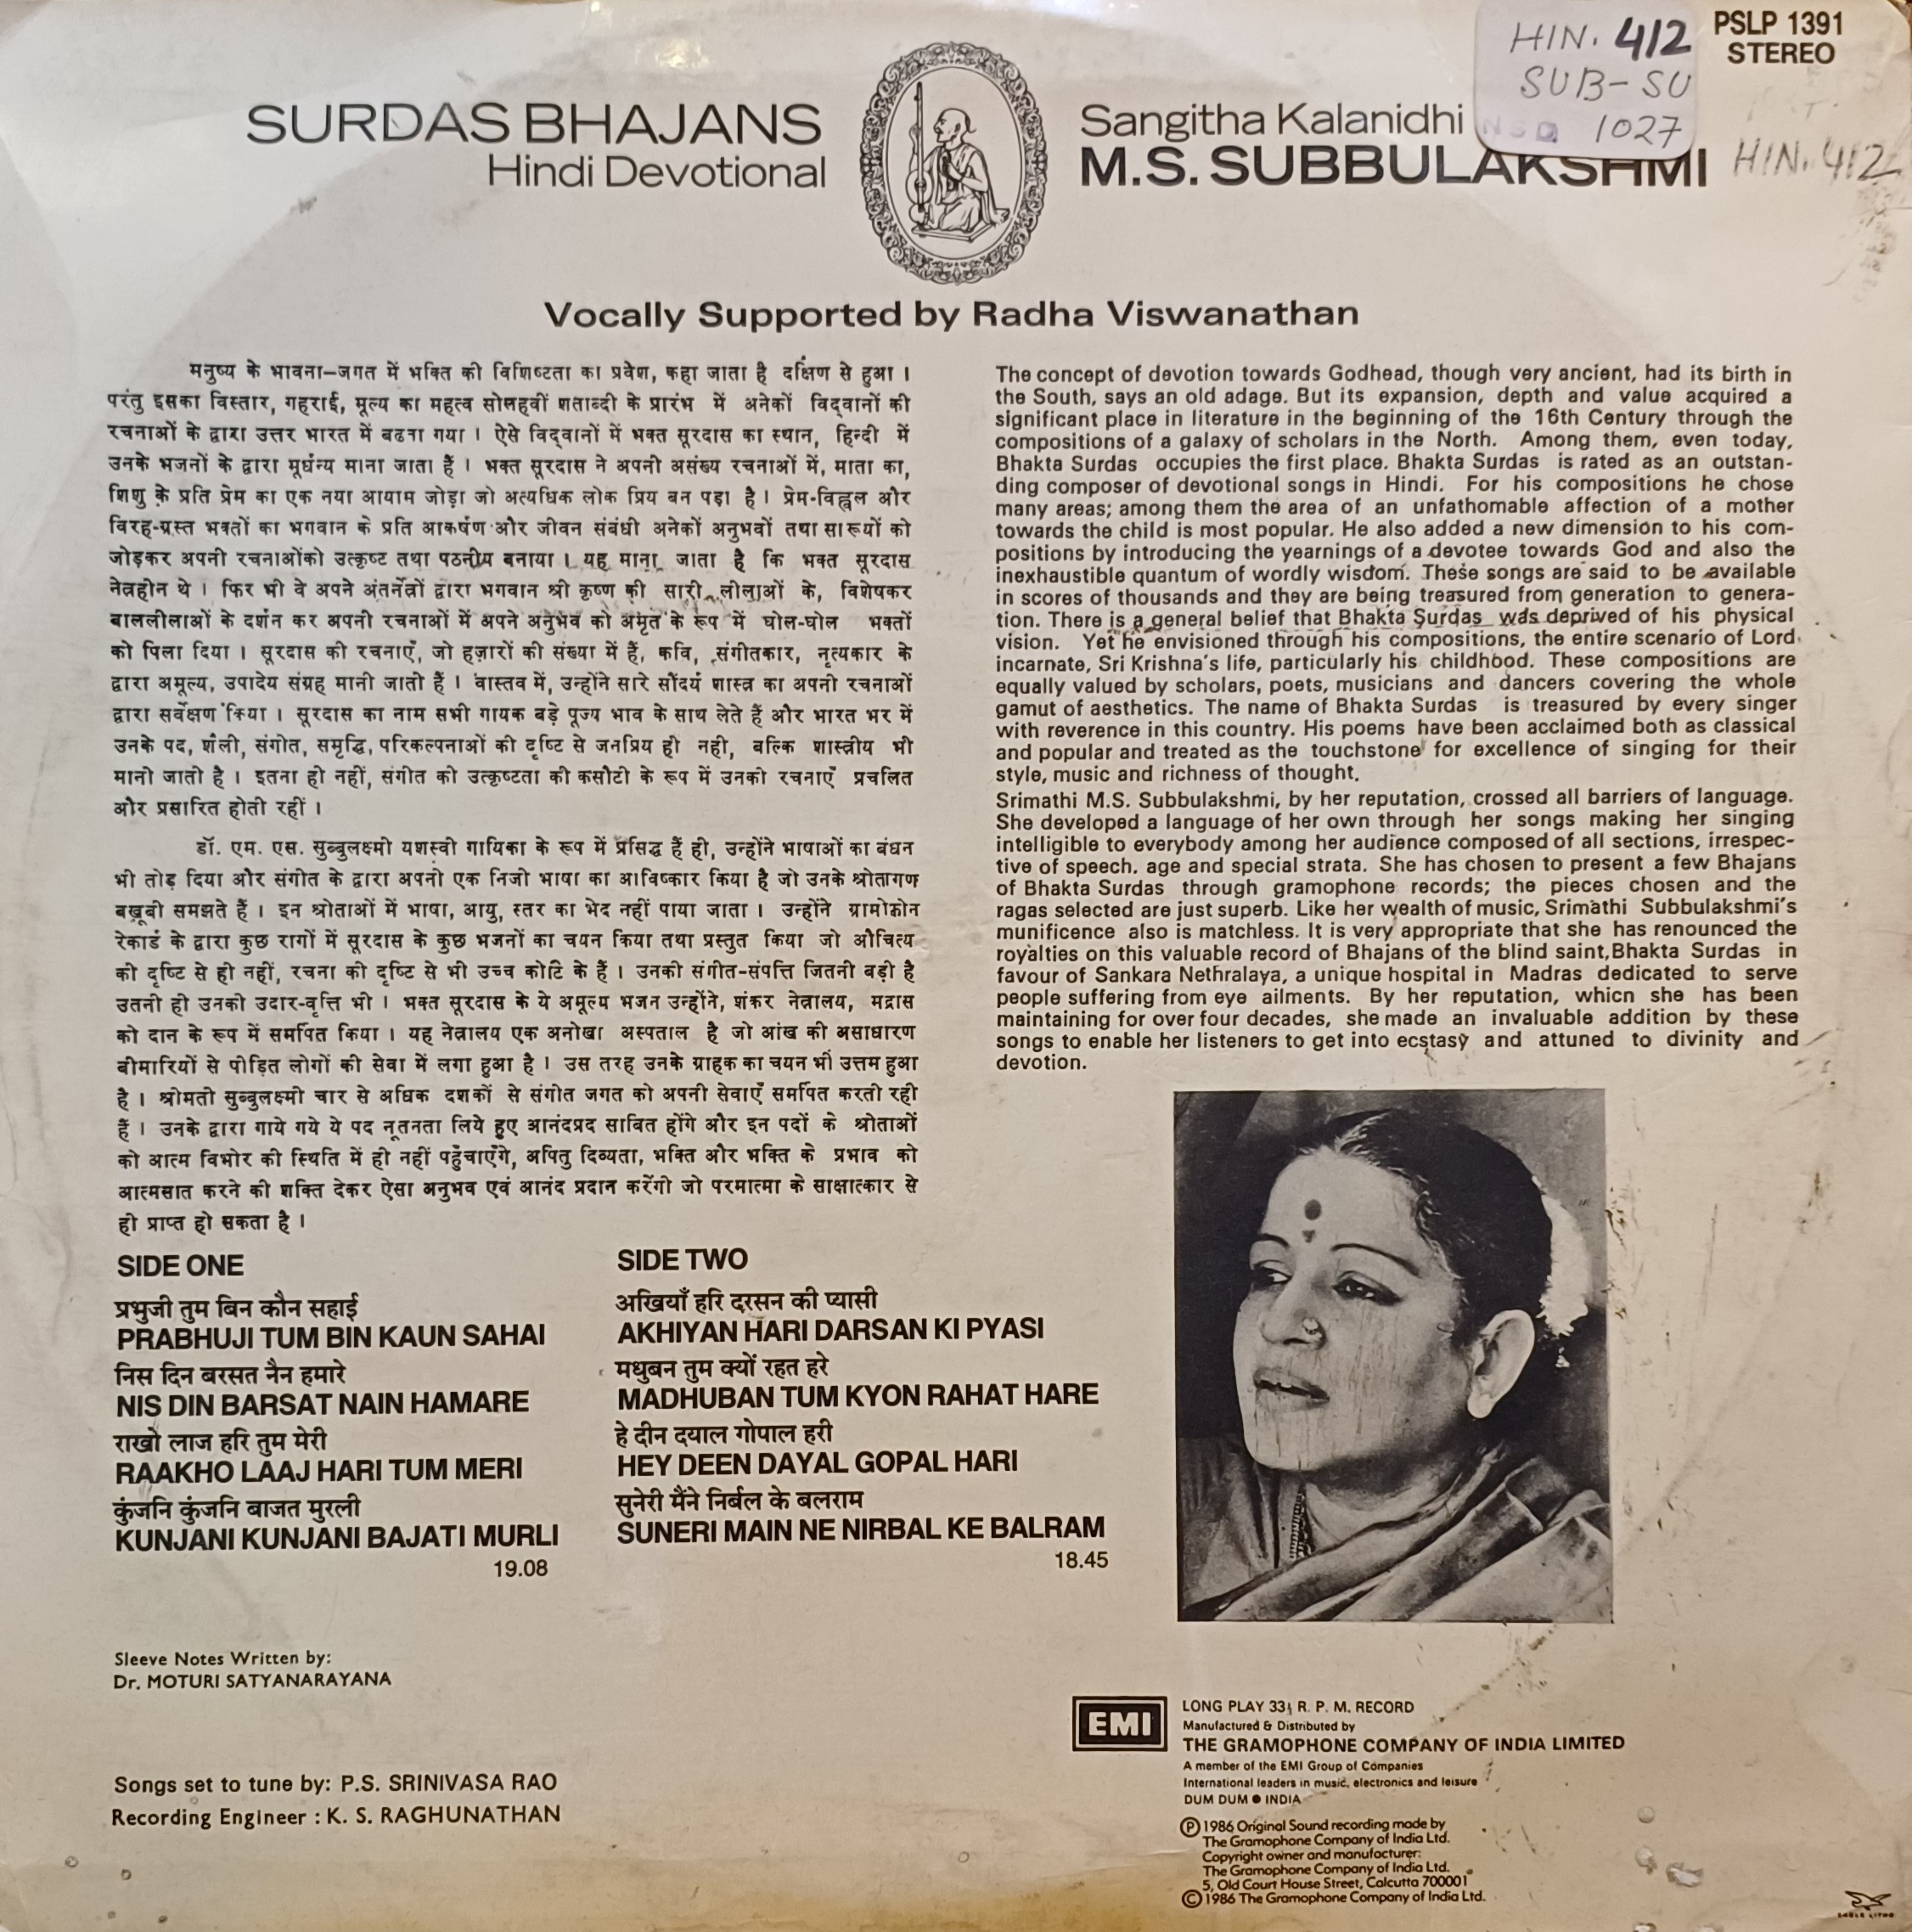 HIN. 412
SUB-SU
1027
PSLP 1391
STEREO
HIN. 412
SURDAS BHAJANS
Hindi Devotional
Sangitha Kalanidhi
M.S. SUBBULAKSHMI
Vocally Supported by Radha Viswanathan
मनुष्य के भावना–जगत में भक्ति की विशिष्टता का प्रवेश, कहा जाता है दक्षिण से हुआ ।
परंतु इसका विस्तार, गहराई, मूल्य का महत्व सोलहवीं शताब्दी के प्रारंभ में अनेकों विद्वानों की
रचनाओं के द्वारा उत्तर भारत में बढता गया । ऐसे विद्वानों में भक्त सूरदास का स्थान, हिन्दी में
उनके भजनों के द्वारा मूर्धन्य माना जाता हैं । भक्त सूरदास ने अपनी असंख्य रचनाओं में, माता का,
शिशु के प्रति प्रेम का एक नया आयाम जोड़ा जो अत्यधिक लोक प्रिय बन पड़ा है । प्रेम-विह्वल और
विरह-ग्रस्त भक्तों का भगवान के प्रति आकर्षण और जीवन संबंधी अनेकों अनुभवों तथा सारूयों को
जोड़कर अपनी रचनाओंको उत्कृष्ट तथा पठनीय बनाया । यह माना जाता है कि भक्त सूरदास
नेत्रहीन थे । फिर भी वे अपने अंतर्नेत्रों द्वारा भगवान श्री कृष्ण की सारी लीलाओं के, विशेषकर
बाललीलाओं के दर्शन कर अपनी रचनाओं में अपने अनुभव को अमृत के रूप में घोल-घोल भक्तों
को पिला दिया । सूरदास की रचनाएँ, जो हज़ारों की संख्या में हैं, कवि, संगीतकार, नृत्यकार के
द्वारा अमूल्य, उपादेय संग्रह मानी जाती हैं । वास्तव में, उन्होंने सारे सौंदर्य शास्त्र का अपनी रचनाओं
द्वारा सर्वेक्षण किया । सूरदास का नाम सभी गायक बड़े पूज्य भाव के साथ लेते हैं और भारत भर में
उनके पद, शैली, संगीत, समृद्धि, परिकल्पनाओं की दृष्टि से जनप्रिय ही नही, बल्कि शास्त्रीय भी
मानी जाती है । इतना ही नहीं, संगीत की उत्कृष्टता की कसौटी के रूप में उनकी रचनाएँ प्रचलित
और प्रसारित होती रहीं ।
डॉ. एम. एस. सुब्बुलक्ष्मी यशस्वी गायिका के रूप में प्रसिद्ध हैं ही, उन्होंने भाषाओं का बंधन
भी तोड़ दिया और संगीत के द्वारा अपनी एक निजी भाषा का आविष्कार किया है जो उनके श्रोतागण
बखूबी समझते हैं । इन श्रोताओं में भाषा, आयु, स्तर का भेद नहीं पाया जाता । उन्होंने ग्रामोफ़ोन
रेकार्ड के द्वारा कुछ रागों में सूरदास के कुछ भजनों का चयन किया तथा प्रस्तुत किया जो औचित्य
की दृष्टि से ही नहीं, रचना की दृष्टि से भी उच्च कोटि के हैं । उनकी संगीत-संपत्ति जितनी बड़ी है
उतनी ही उनकी उदार-वृत्ति भी । भक्त सूरदास के ये अमूल्य भजन उन्होंने, शंकर नेत्रालय, मद्रास
को दान के रूप में समर्पित किया । यह नेत्रालय एक अनोखा अस्पताल है जो आंख की असाधारण
बीमारियों से पीड़ित लोगों की सेवा में लगा हुआ है । उस तरह उनके ग्राहक का चयन भी उत्तम हुआ
है । श्रीमती सुब्बुलक्ष्मी चार से अधिक दशकों से संगीत जगत को अपनी सेवाएँ समर्पित करती रही
हैं । उनके द्वारा गाये गये ये पद नूतनता लिये हुए आनंदप्रद साबित होंगे और इन पदों के श्रोताओं
को आत्म विभोर की स्थिति में ही नहीं पहुँचाएँगे, अपितु दिव्यता, भक्ति और भक्ति के प्रभाव को
आत्मसात करने की शक्ति देकर ऐसा अनुभव एवं आनंद प्रदान करेंगी जो परमात्मा के साक्षात्कार से
ही प्राप्त हो सकता है ।
The concept of devotion towards Godhead, though very ancient, had its birth in
the South, says an old adage. But its expansion, depth and value acquired a
significant place in literature in the beginning of the 16th Century through the
compositions of a galaxy of scholars in the North. Among them, even today,
Bhakta Surdas occupies the first place. Bhakta Surdas is rated as an outstan-
ding composer of devotional songs in Hindi. For his compositions he chose
many areas; among them the area of an unfathomable affection of a mother
towards the child is most popular. He also added a new dimension to his com-
positions by introducing the yearnings of a devotee towards God and also the
inexhaustible quantum of wordly wisdom. These songs are said to be available
in scores of thousands and they are being treasured from generation to genera-
tion. There is a general belief that Bhakta Surdas was deprived of his physical
vision. Yet he envisioned through his compositions, the entire scenario of Lord
incarnate, Sri Krishna's life, particularly his childhood. These compositions are
equally valued by scholars, poets, musicians and dancers covering the whole
gamut of aesthetics. The name of Bhakta Surdas is treasured by every singer
with reverence in this country. His poems have been acclaimed both as classical
and popular and treated as the touchstone for excellence of singing for their
style, music and richness of thought.
Srimathi M.S. Subbulakshmi, by her reputation, crossed all barriers of language.
She developed a language of her own through her songs making her singing
intelligible to everybody among her audience composed of all sections, irrespec-
tive of speech, age and special strata. She has chosen to present a few Bhajans
of Bhakta Surdas through gramophone records; the pieces chosen and the
ragas selected are just superb. Like her wealth of music, Srimathi Subbulakshmi's
munificence also is matchless. It is very appropriate that she has renounced the
royalties on this valuable record of Bhajans of the blind saint, Bhakta Surdas in
favour of Sankara Nethralaya, a unique hospital in Madras dedicated to serve
people suffering from eye ailments. By her reputation, which she has been
maintaining for over four decades, she made an invaluable addition by these
songs to enable her listeners to get into ecstasy and attuned to divinity and
devotion.
SIDE ONE
प्रभुजी तुम बिन कौन सहाई
PRABHUJI TUM BIN KAUN SAHAI
निस दिन बरसत नैन हमारे
NIS DIN BARSAT NAIN HAMARE
राखो लाज हरि तुम मेरी
RAAKHO LAAJ HARI TUM MERI
कुंजनि कुंजनि बाजत मुरली
KUNJANI KUNJANI BAJATI MURLI
19.08
SIDE TWO
अखियाँ हरि दरसन की प्यासी
AKHIYAN HARI DARSAN KI PYASI
मधुबन तुम क्यों रहत हरे
MADHUBAN TUM KYON RAHAT HARE
हे दीन दयाल गोपाल हरी
HEY DEEN DAYAL GOPAL HARI
सुनेरी मैंने निर्बल के बलराम
SUNERI MAIN NE NIRBAL KE BALRAM
18.45
Sleeve Notes Written by:
Dr. MOTURI SATYANARAYANA
Songs set to tune by: P.S. SRINIVASA RAO
Recording Engineer : K. S. RAGHUNATHAN
EMI
LONG PLAY 33⅓ R. P. M. RECORD
Manufactured & Distributed by
THE GRAMOPHONE COMPANY OF INDIA LIMITED
A member of the EMI Group of Companies
International leaders in music, electronics and leisure
DUM DUM ● INDIA
Ⓟ 1986 Original Sound recording made by
The Gramophone Company of India Ltd.
Copyright owner and manufacturer:
The Gramophone Company of India Ltd.
5, Old Court House Street, Calcutta 700001
© 1986 The Gramophone Company of India Ltd.
EAGLE LITHO